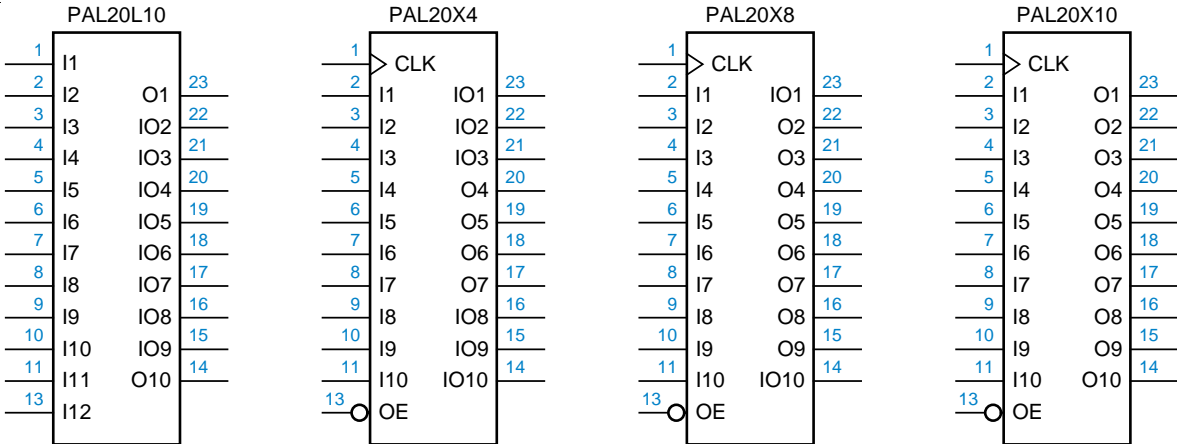 PAL20L10 PAL20X4 PAL20X8 PAL20X10
1 I1 1 CLK 1 CLK 1 CLK
2 I2 O1 23 2 I1 IO1 23 2 I1 IO1 23 2 I1 O1 23
3 I3 IO2 22 3 I2 IO2 22 3 I2 O2 22 3 I2 O2 22
4 I4 IO3 21 4 I3 IO3 21 4 I3 O3 21 4 I3 O3 21
5 I5 IO4 20 5 I4 O4 20 5 I4 O4 20 5 I4 O4 20
6 I6 IO5 19 6 I5 O5 19 6 I5 O5 19 6 I5 O5 19
7 I7 IO6 18 7 I6 O6 18 7 I6 O6 18 7 I6 O6 18
8 I8 IO7 17 8 I7 O7 17 8 I7 O7 17 8 I7 O7 17
9 I9 IO8 16 9 I8 IO8 16 9 I8 O8 16 9 I8 O8 16
10 I10 IO9 15 10 I9 IO9 15 10 I9 O9 15 10 I9 O9 15
11 I11 O10 14 11 I10 IO10 14 11 I10 IO10 14 11 I10 O10 14
13 I12 13 OE 13 OE 13 OE